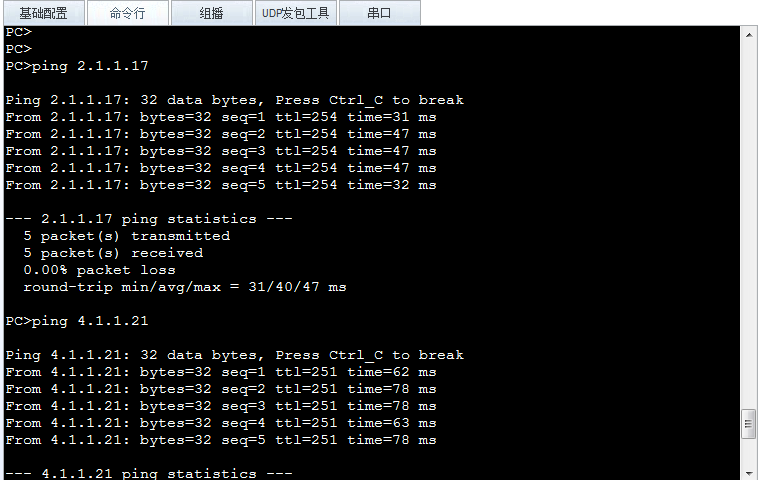 基础配置 命令行 组播 UDP发包工具 串口
PC>
PC>
PC>ping 2.1.1.17
Ping 2.1.1.17: 32 data bytes, Press Ctrl_C to break
From 2.1.1.17: bytes=32 seq=1 ttl=254 time=31 ms
From 2.1.1.17: bytes=32 seq=2 ttl=254 time=47 ms
From 2.1.1.17: bytes=32 seq=3 ttl=254 time=47 ms
From 2.1.1.17: bytes=32 seq=4 ttl=254 time=47 ms
From 2.1.1.17: bytes=32 seq=5 ttl=254 time=32 ms
--- 2.1.1.17 ping statistics ---
5 packet(s) transmitted
5 packet(s) received
0.00% packet loss
round-trip min/avg/max = 31/40/47 ms
PC>ping 4.1.1.21
Ping 4.1.1.21: 32 data bytes, Press Ctrl_C to break
From 4.1.1.21: bytes=32 seq=1 ttl=251 time=62 ms
From 4.1.1.21: bytes=32 seq=2 ttl=251 time=78 ms
From 4.1.1.21: bytes=32 seq=3 ttl=251 time=78 ms
From 4.1.1.21: bytes=32 seq=4 ttl=251 time=63 ms
From 4.1.1.21: bytes=32 seq=5 ttl=251 time=78 ms
--- 4.1.1.21 ping statistics ---